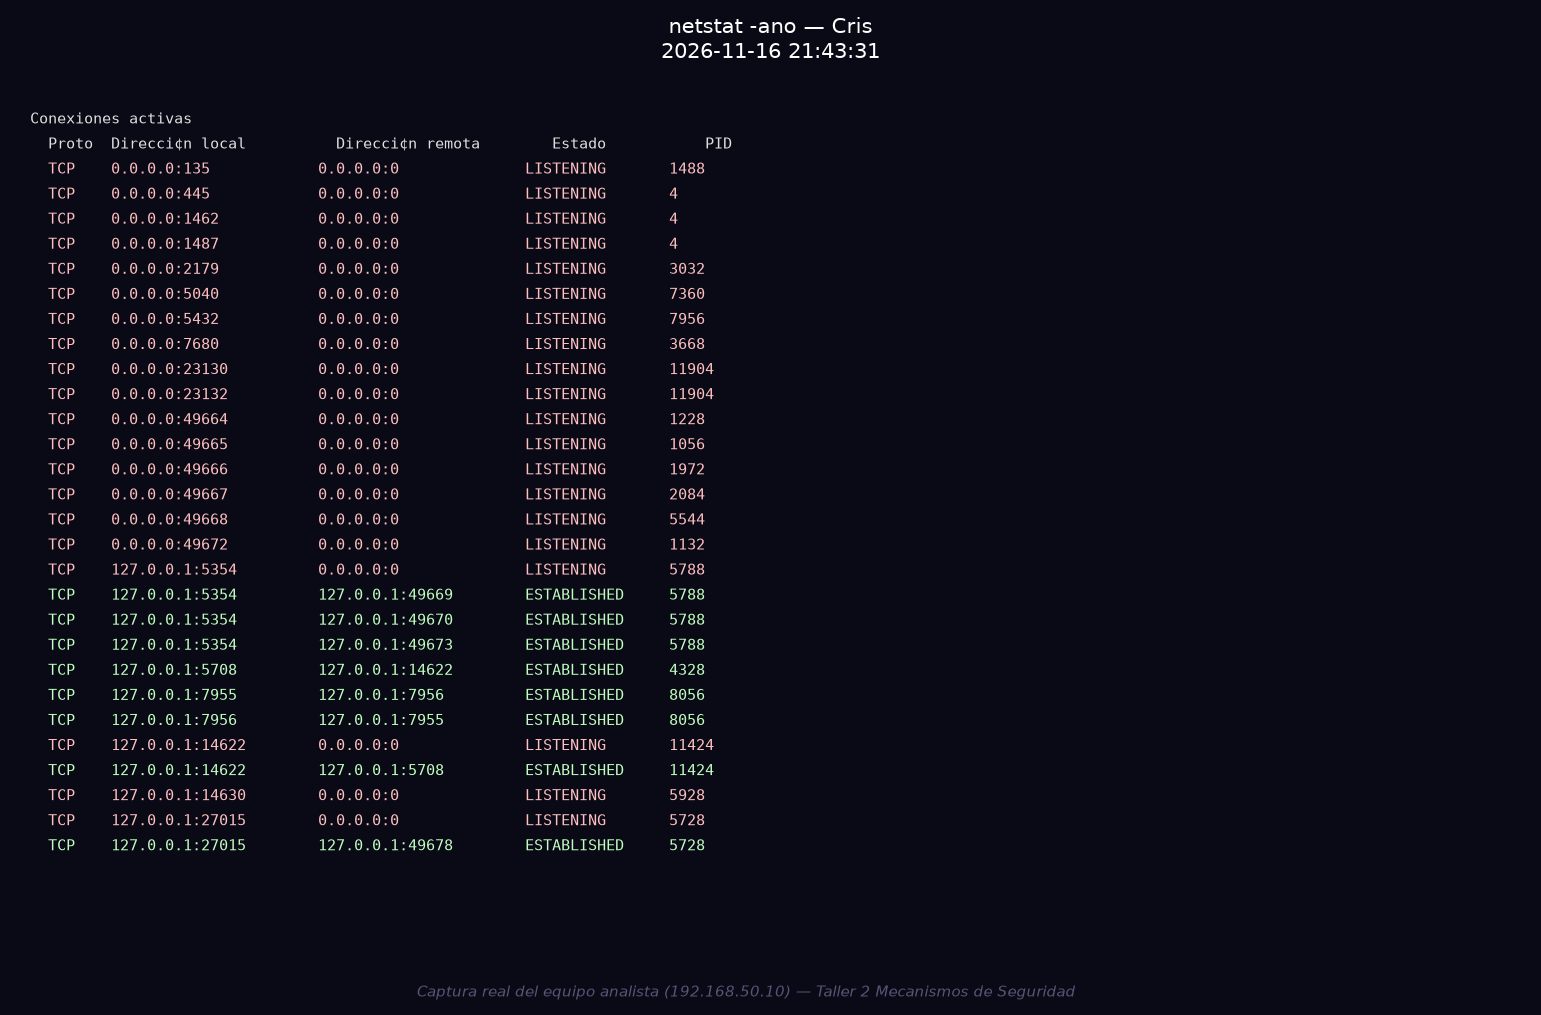 netstat -ano — Cris
2026-11-16 21:43:31
Conexiones activas
Proto  Direcci¢n local          Direcci¢n remota        Estado           PID
TCP    0.0.0.0:135            0.0.0.0:0              LISTENING       1488
TCP    0.0.0.0:445            0.0.0.0:0              LISTENING       4
TCP    0.0.0.0:1462           0.0.0.0:0              LISTENING       4
TCP    0.0.0.0:1487           0.0.0.0:0              LISTENING       4
TCP    0.0.0.0:2179           0.0.0.0:0              LISTENING       3032
TCP    0.0.0.0:5040           0.0.0.0:0              LISTENING       7360
TCP    0.0.0.0:5432           0.0.0.0:0              LISTENING       7956
TCP    0.0.0.0:7680           0.0.0.0:0              LISTENING       3668
TCP    0.0.0.0:23130          0.0.0.0:0              LISTENING       11904
TCP    0.0.0.0:23132          0.0.0.0:0              LISTENING       11904
TCP    0.0.0.0:49664          0.0.0.0:0              LISTENING       1228
TCP    0.0.0.0:49665          0.0.0.0:0              LISTENING       1056
TCP    0.0.0.0:49666          0.0.0.0:0              LISTENING       1972
TCP    0.0.0.0:49667          0.0.0.0:0              LISTENING       2084
TCP    0.0.0.0:49668          0.0.0.0:0              LISTENING       5544
TCP    0.0.0.0:49672          0.0.0.0:0              LISTENING       1132
TCP    127.0.0.1:5354         0.0.0.0:0              LISTENING       5788
TCP    127.0.0.1:5354         127.0.0.1:49669        ESTABLISHED     5788
TCP    127.0.0.1:5354         127.0.0.1:49670        ESTABLISHED     5788
TCP    127.0.0.1:5354         127.0.0.1:49673        ESTABLISHED     5788
TCP    127.0.0.1:5708         127.0.0.1:14622        ESTABLISHED     4328
TCP    127.0.0.1:7955         127.0.0.1:7956         ESTABLISHED     8056
TCP    127.0.0.1:7956         127.0.0.1:7955         ESTABLISHED     8056
TCP    127.0.0.1:14622        0.0.0.0:0              LISTENING       11424
TCP    127.0.0.1:14622        127.0.0.1:5708         ESTABLISHED     11424
TCP    127.0.0.1:14630        0.0.0.0:0              LISTENING       5928
TCP    127.0.0.1:27015        0.0.0.0:0              LISTENING       5728
TCP    127.0.0.1:27015        127.0.0.1:49678        ESTABLISHED     5728
Captura real del equipo analista (192.168.50.10) — Taller 2 Mecanismos de Seguridad